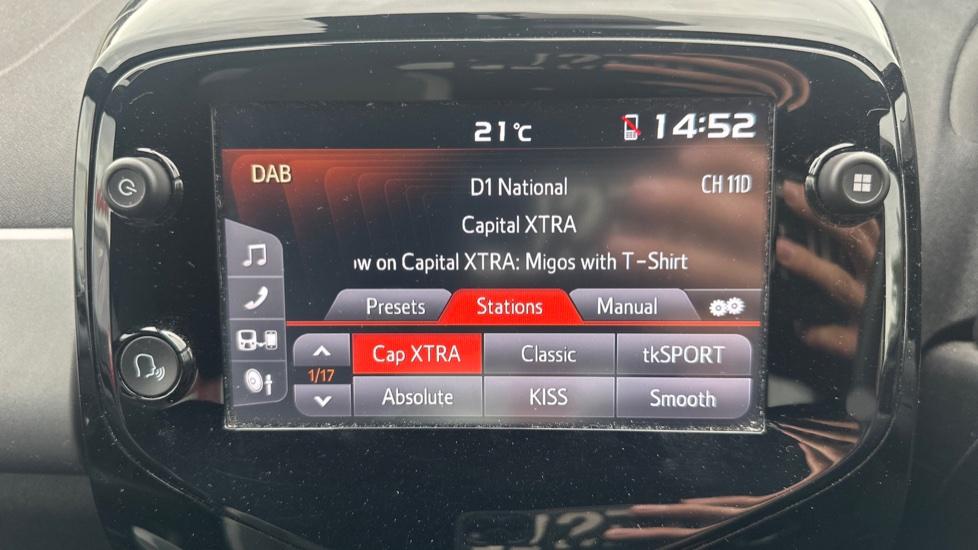 21°C 14:52
DAB
D1 National CH 11D
Capital XTRA
ow on Capital XTRA: Migos with T-Shirt
Presets Stations Manual
Cap XTRA Classic tkSPORT
1/17
Absolute KISS Smooth